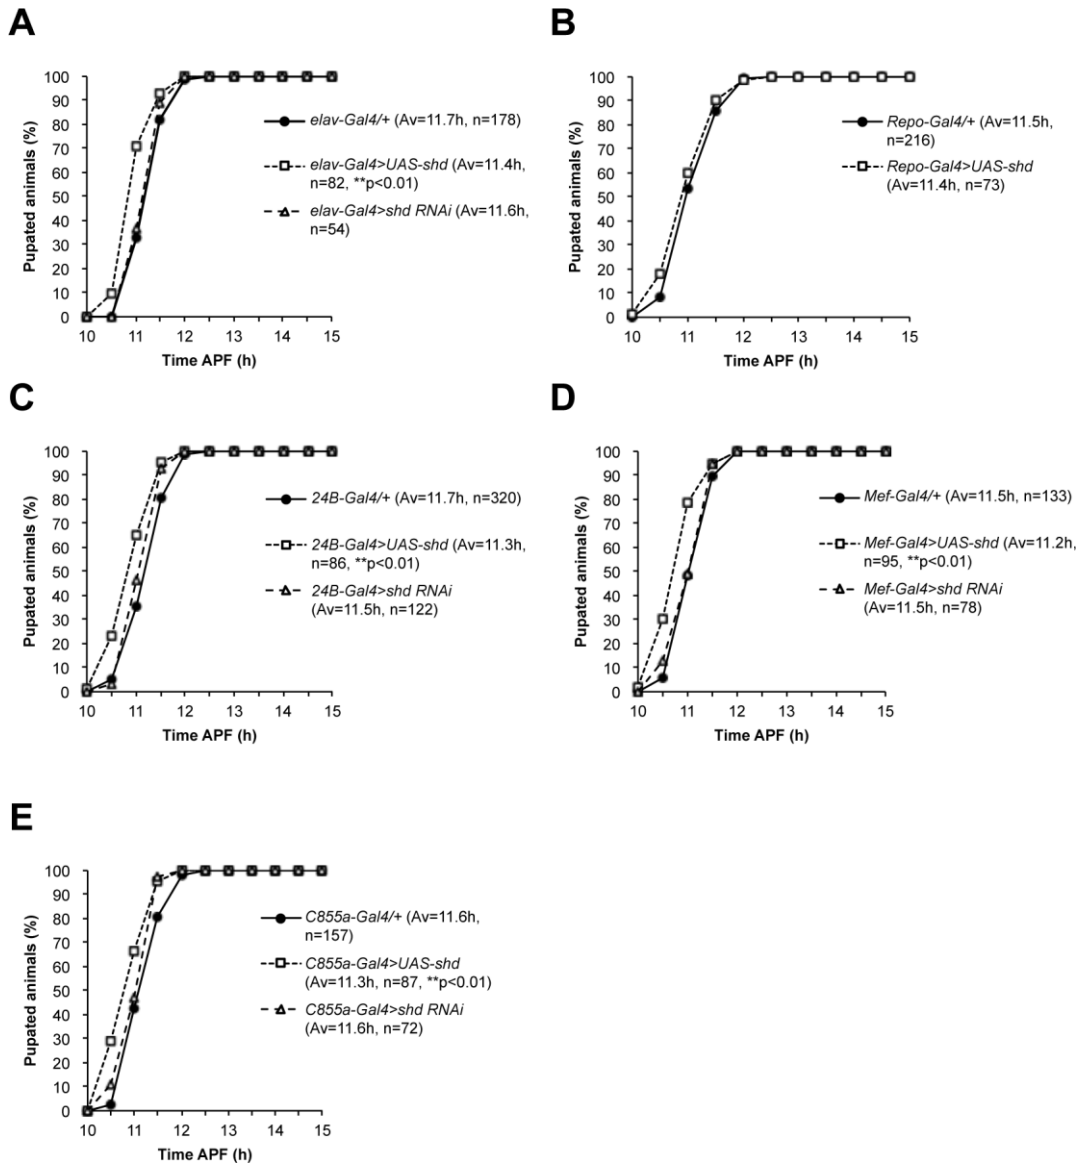 A
100
90
80
70
60
50
40
30
20
10
0
Pupated animals (%)
10 11 12 13 14 15
Time APF (h)
elav-Gal4/+ (Av=11.7h, n=178)
elav-Gal4>UAS-shd (Av=11.4h,
n=82, **p<0.01)
elav-Gal4>shd RNAi (Av=11.6h,
n=54)
B
100
90
80
70
60
50
40
30
20
10
0
Pupated animals (%)
10 11 12 13 14 15
Time APF (h)
Repo-Gal4/+ (Av=11.5h,
n=216)
Repo-Gal4>UAS-shd
(Av=11.4h, n=73)
C
100
90
80
70
60
50
40
30
20
10
0
Pupated animals (%)
10 11 12 13 14 15
Time APF (h)
24B-Gal4/+ (Av=11.7h, n=320)
24B-Gal4>UAS-shd (Av=11.3h,
n=86, **p<0.01)
24B-Gal4>shd RNAi
(Av=11.5h, n=122)
D
100
90
80
70
60
50
40
30
20
10
0
Pupated animals (%)
10 11 12 13 14 15
Time APF (h)
Mef-Gal4/+ (Av=11.5h, n=133)
Mef-Gal4>UAS-shd (Av=11.2h,
n=95, **p<0.01)
Mef-Gal4>shd RNAi
(Av=11.5h, n=78)
E
100
90
80
70
60
50
40
30
20
10
0
Pupated animals (%)
10 11 12 13 14 15
Time APF (h)
C855a-Gal4/+ (Av=11.6h,
n=157)
C855a-Gal4>UAS-shd
(Av=11.3h, n=87, **p<0.01)
C855a-Gal4>shd RNAi
(Av=11.6h, n=72)